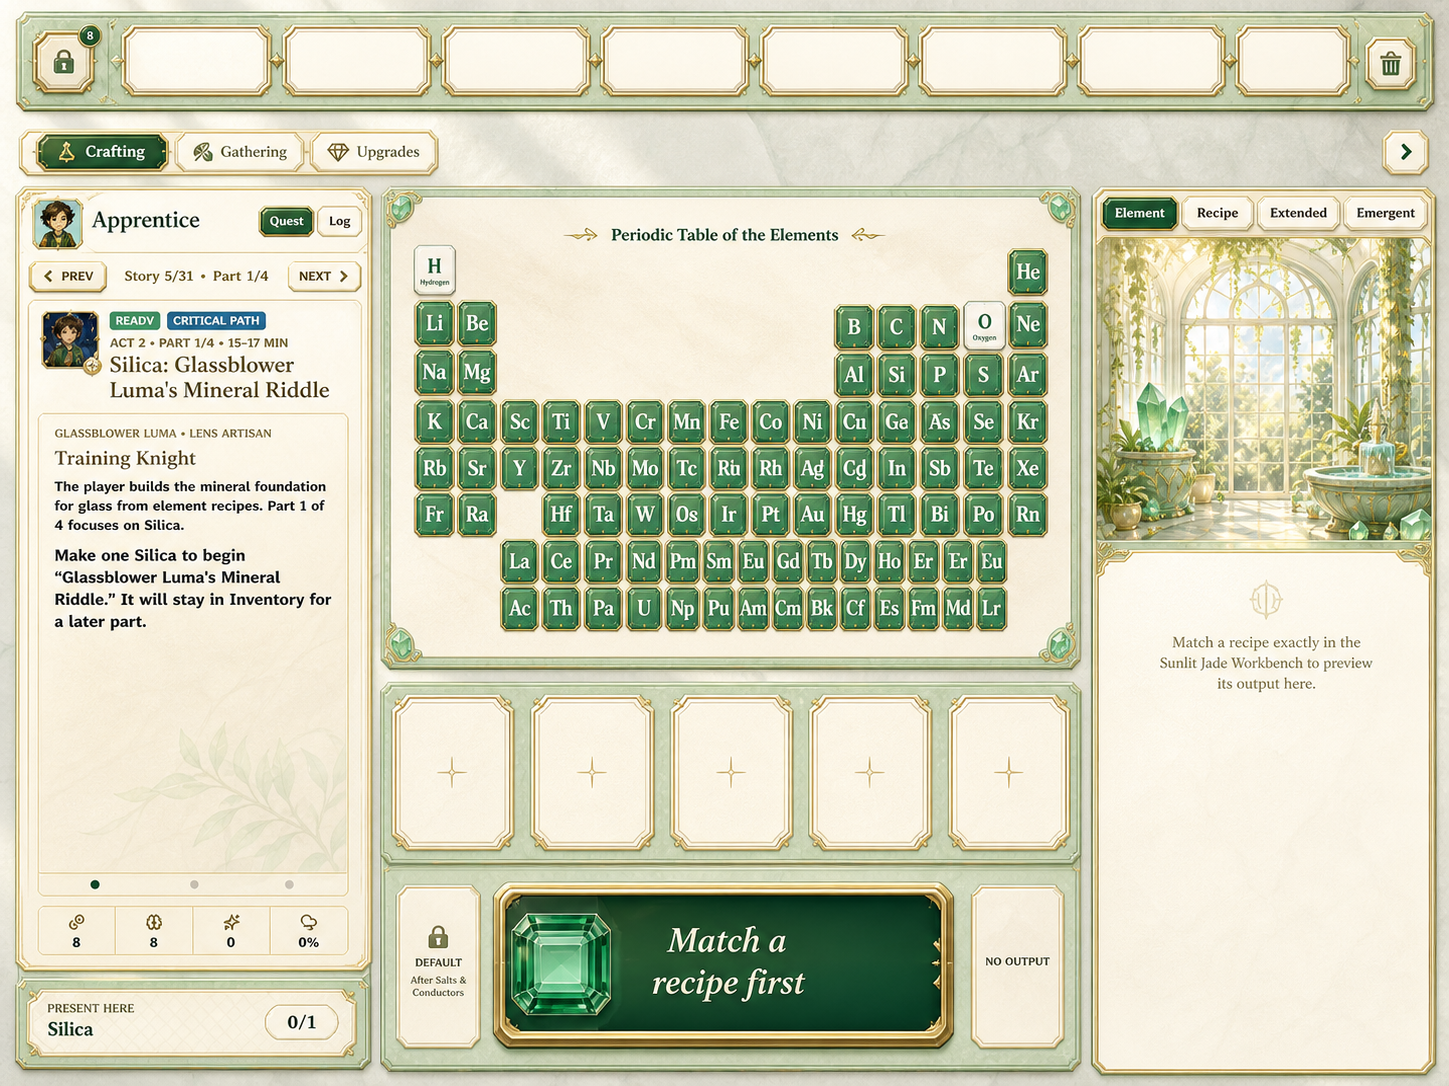 8
Crafting
Gathering
Upgrades
Apprentice
Quest
Log
PREV
Story 5/31 • Part 1/4
NEXT
READV
CRITICAL PATH
ACT 2 • PART 1/4 • 15-17 MIN
Silica: Glassblower
Luma's Mineral Riddle
GLASSBLOWER LUMA • LENS ARTISAN
Training Knight
The player builds the mineral foundation
for glass from element recipes. Part 1 of
4 focuses on Silica.
Make one Silica to begin
“Glassblower Luma's Mineral
Riddle.” It will stay in Inventory for
a later part.
8
8
0
0%
PRESENT HERE
Silica
0/1
Periodic Table of the Elements
H
Hydrogen
He
Li Be B C N O Ne
Oxygen
Na Mg Al Si P S Ar
K Ca Sc Ti V Cr Mn Fe Co Ni Cu Ge As Se Kr
Rb Sr Y Zr Nb Mo Tc Ru Rh Ag Cd In Sb Te Xe
Fr Ra Hf Ta W Os Ir Pt Au Hg Tl Bi Po Rn
La Ce Pr Nd Pm Sm Eu Gd Tb Dy Ho Er Er Eu
Ac Th Pa U Np Pu Am Cm Bk Cf Es Fm Md Lr
DEFAULT
After Salts &
Conductors
Match a
recipe first
NO OUTPUT
Element
Recipe
Extended
Emergent
Match a recipe exactly in the
Sunlit Jade Workbench to preview
its output here.